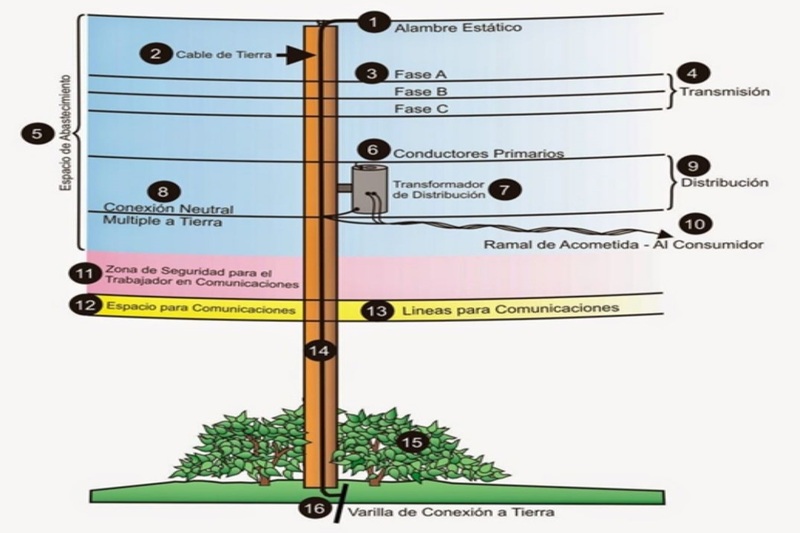 1
Alambre Estático
2
Cable de Tierra
3
Fase A
4
Fase B
Transmisión
Fase C
5
Espacio de Abastecimiento
6
Conductores Primarios
9
Transformador
de Distribución
7
Distribución
8
Conexión Neutral
Multiple a Tierra
10
Ramal de Acometida - Al Consumidor
11
Zona de Seguridad para el
Trabajador en Comunicaciones
12
Espacio para Comunicaciones
13
Lineas para Comunicaciones
14
15
16
Varilla de Conexión a Tierra